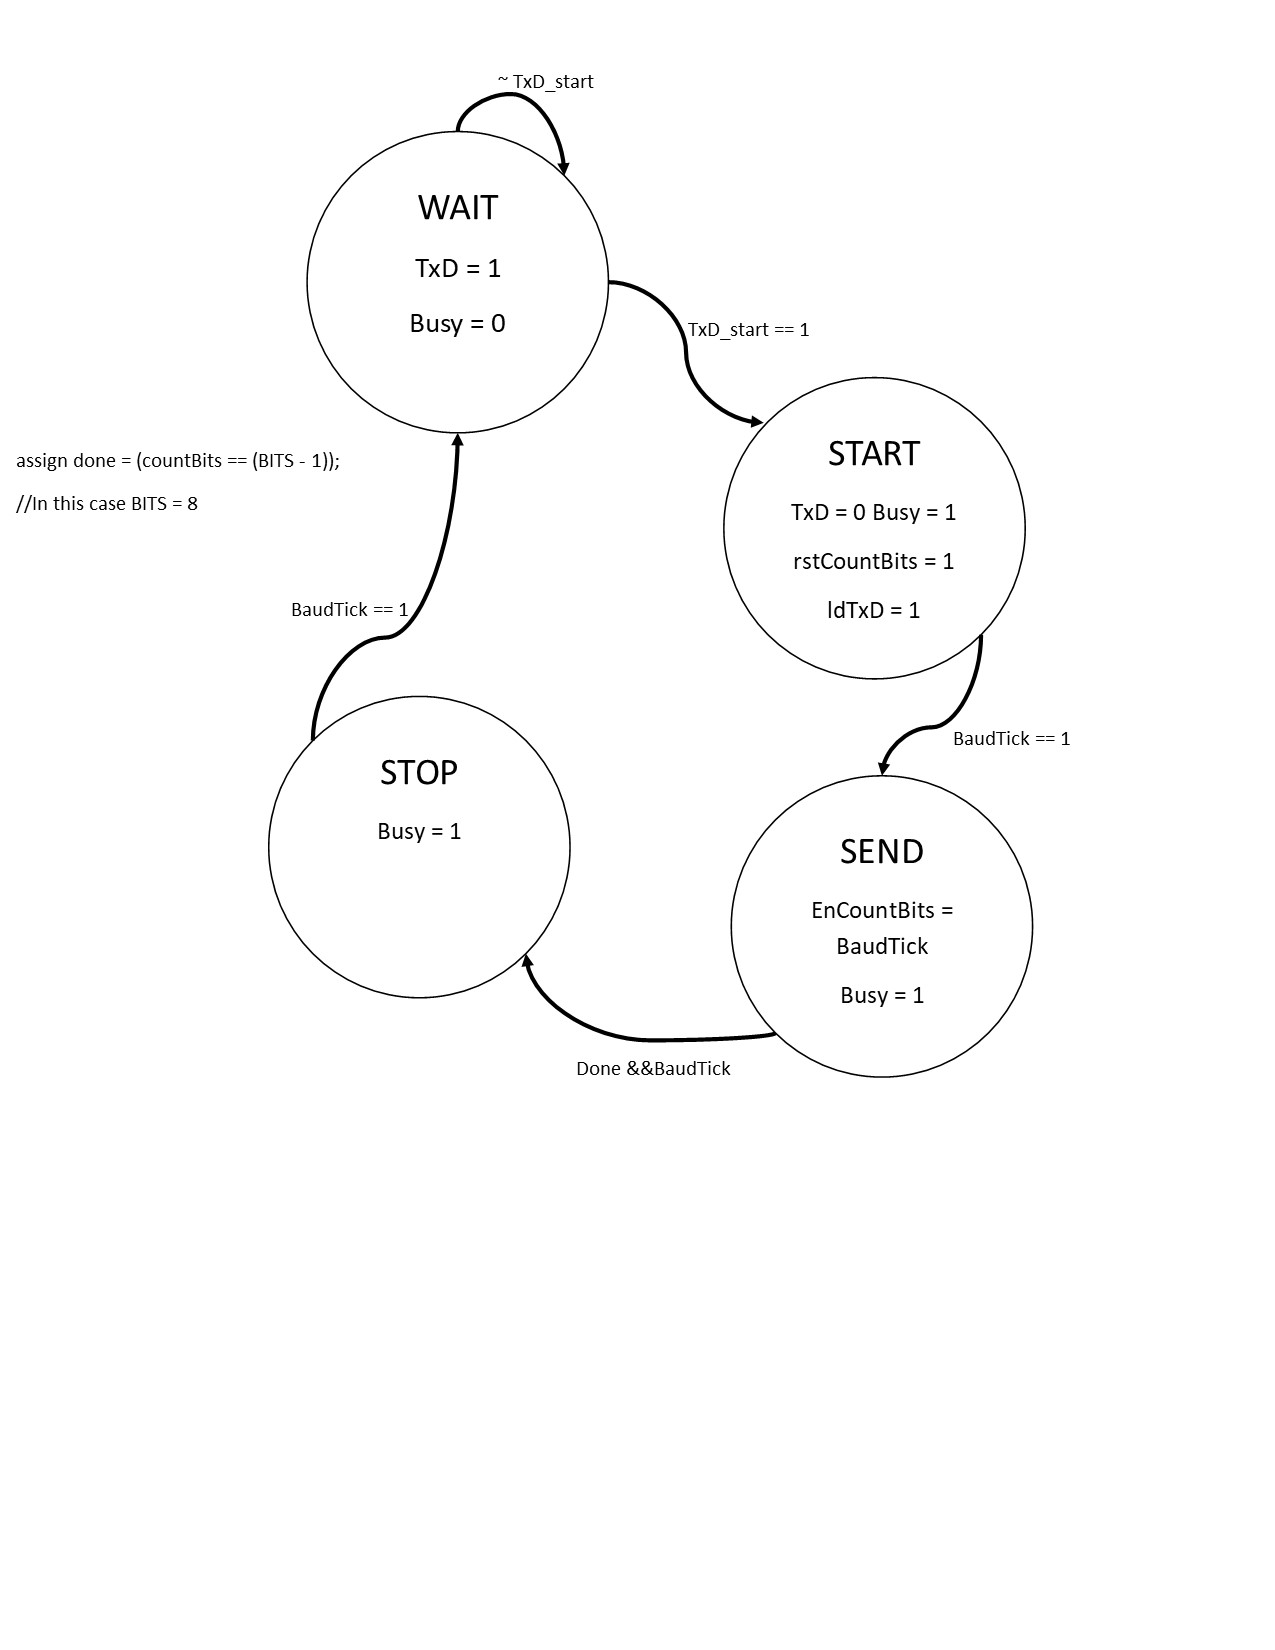 ~ TxD_start
WAIT
TxD = 1
Busy = 0
TxD_start == 1
START
TxD = 0 Busy = 1
rstCountBits = 1
ldTxD = 1
assign done = (countBits == (BITS - 1));
//In this case BITS = 8
BaudTick == 1
BaudTick == 1
STOP
Busy = 1
SEND
EnCountBits =
BaudTick
Busy = 1
Done &&BaudTick